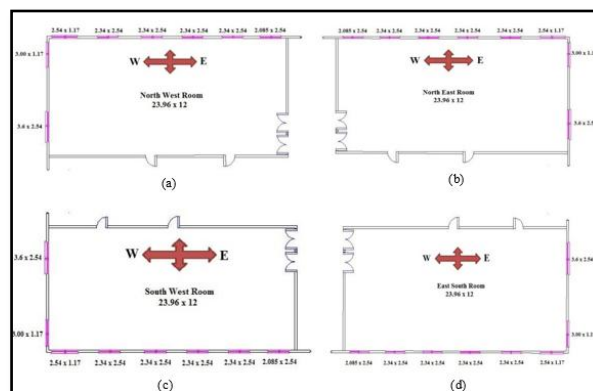 2.54 x 1.17 2.34 x 2.54 2.34 x 2.54 2.34 x 2.54 2.34 x 2.54 2.085 x 2.54
3.00 x 1.17
W E
North West Room
23.96 x 12
3.6 x 2.54
(a)
2.085 x 2.54 2.34 x 2.54 2.34 x 2.54 2.34 x 2.54 2.34 x 2.54 2.54 x 1.17
3.00 x 1.17
W E
North East Room
23.96 x 12
3.6 x 2.54
(b)
3.6 x 2.54
W E
South West Room
23.96 x 12
3.00 x 1.17
2.54 x 1.17 2.34 x 2.54 2.34 x 2.54 2.34 x 2.54 2.34 x 2.54 2.085 x 2.54
(c)
W E
3.6 x 2.54
East South Room
23.96 x 12
3.00 x 1.17
2.085 x 2.54 2.34 x 2.54 2.34 x 2.54 2.34 x 2.54 2.34 x 2.54 2.54 x 1.17
(d)